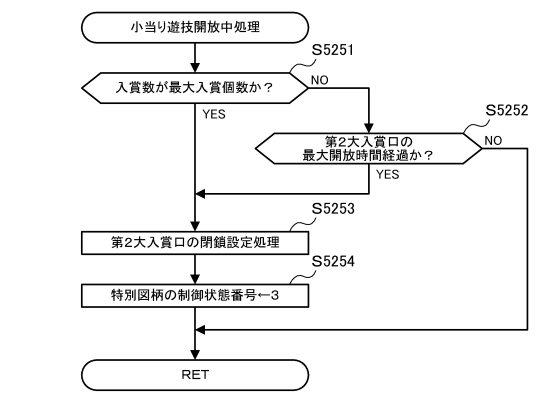 小当り遊技開放中処理
S5251
入賞数が最大入賞個数か？
NO
YES
S5252
第2大入賞口の
最大開放時間経過か？
NO
YES
S5253
第2大入賞口の閉鎖設定処理
S5254
特別図柄の制御状態番号←3
RET